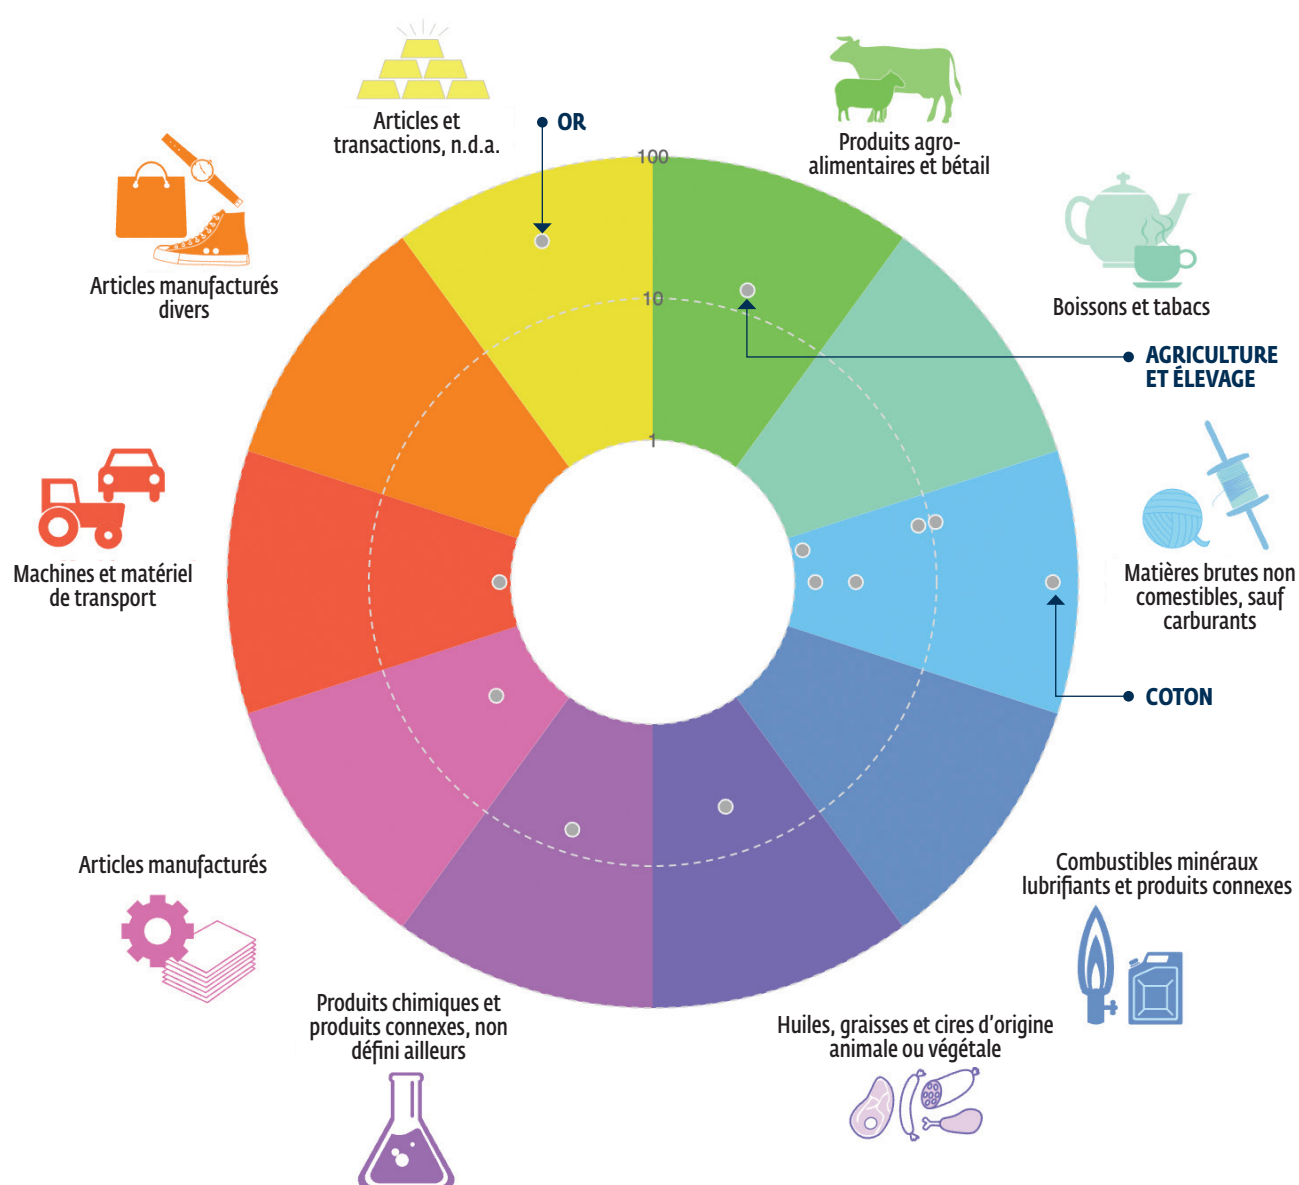 Articles et
transactions, n.d.a.
OR
Produits agro-
alimentaires et bétail
100
Articles manufacturés
divers
Boissons et tabacs
10
AGRICULTURE
ET ÉLEVAGE
1
Machines et matériel
de transport
Matières brutes non
comestibles, sauf
carburants
COTON
Articles manufacturés
Combustibles minéraux
lubrifiants et produits connexes
Produits chimiques et
produits connexes, non
défini ailleurs
Huiles, graisses et cires d'origine
animale ou végétale